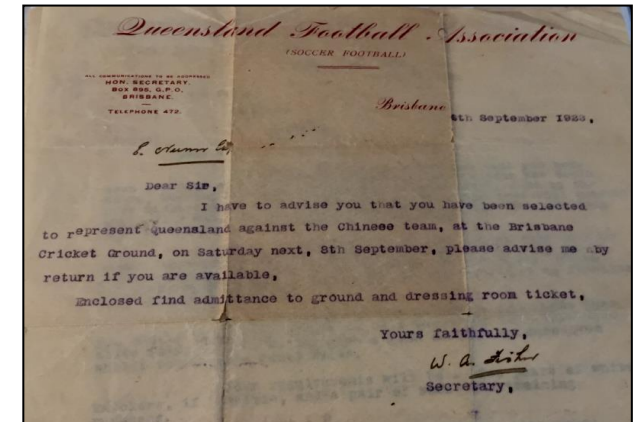 Queensland Football Association
(SOCCER FOOTBALL)
ALL COMMUNICATIONS TO BE ADDRESSED
HON. SECRETARY,
BOX 895, G.P.O,
BRISBANE.
TELEPHONE 472.
Brisbane
4th September 1923,
Dear Sir,
I have to advise you that you have been selected
to represent Queensland against the Chinese team, at the Brisbane
Cricket Ground, on Saturday next, 8th September, please advise me by
return if you are available,
Enclosed find admittance to ground and dressing room ticket,
Yours faithfully,
W. A. Fisher
Secretary,